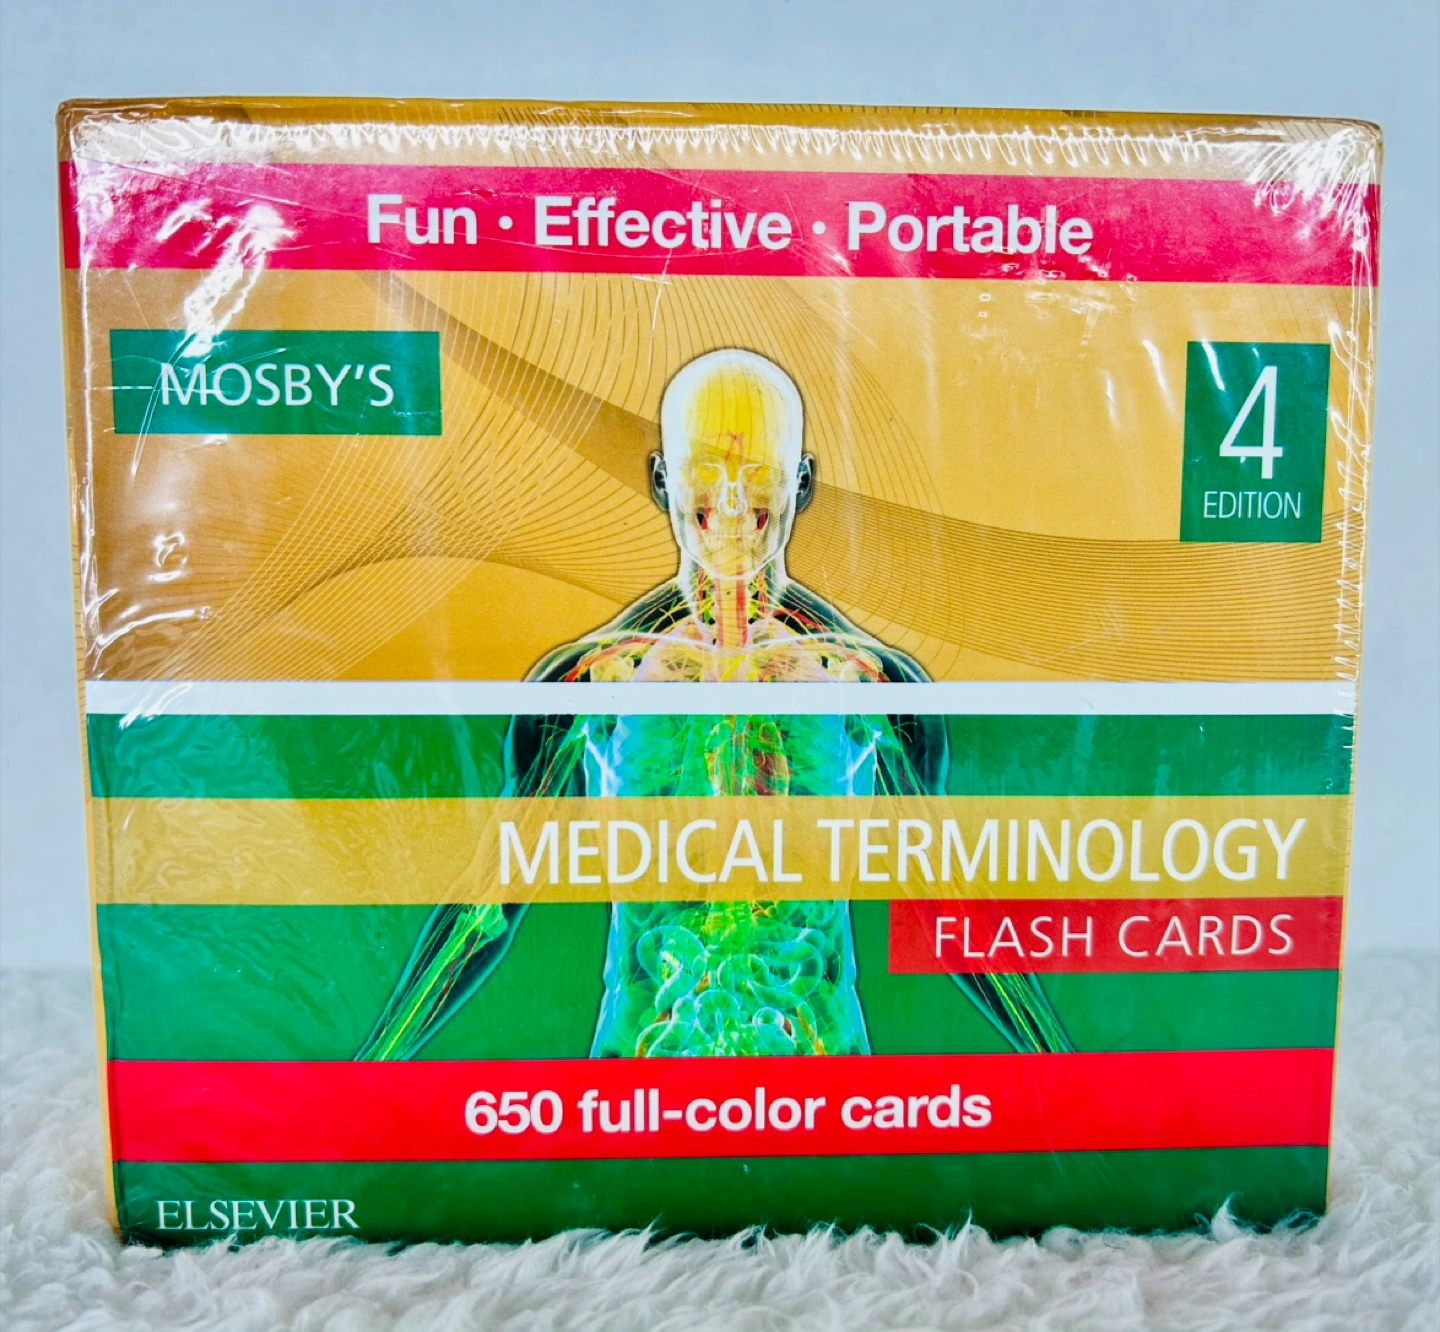 Fun • Effective • Portable
MOSBY'S
4
EDITION
MEDICAL TERMINOLOGY
FLASH CARDS
650 full-color cards
ELSEVIER